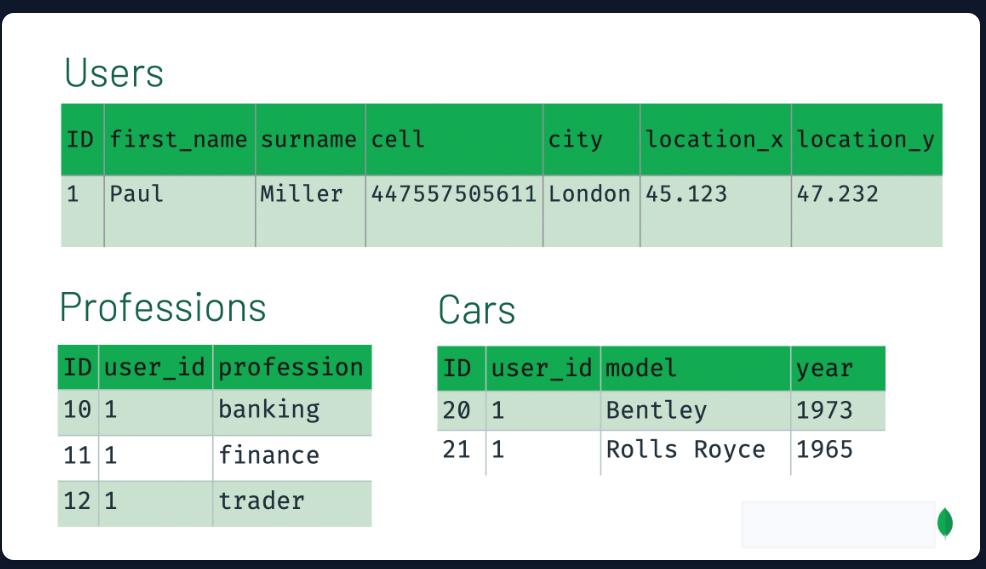 Users
ID first_name surname cell city location_x location_y
1 Paul Miller 447557505611 London 45.123 47.232
Professions
ID user_id profession
10 1 banking
11 1 finance
12 1 trader
Cars
ID user_id model year
20 1 Bentley 1973
21 1 Rolls Royce 1965